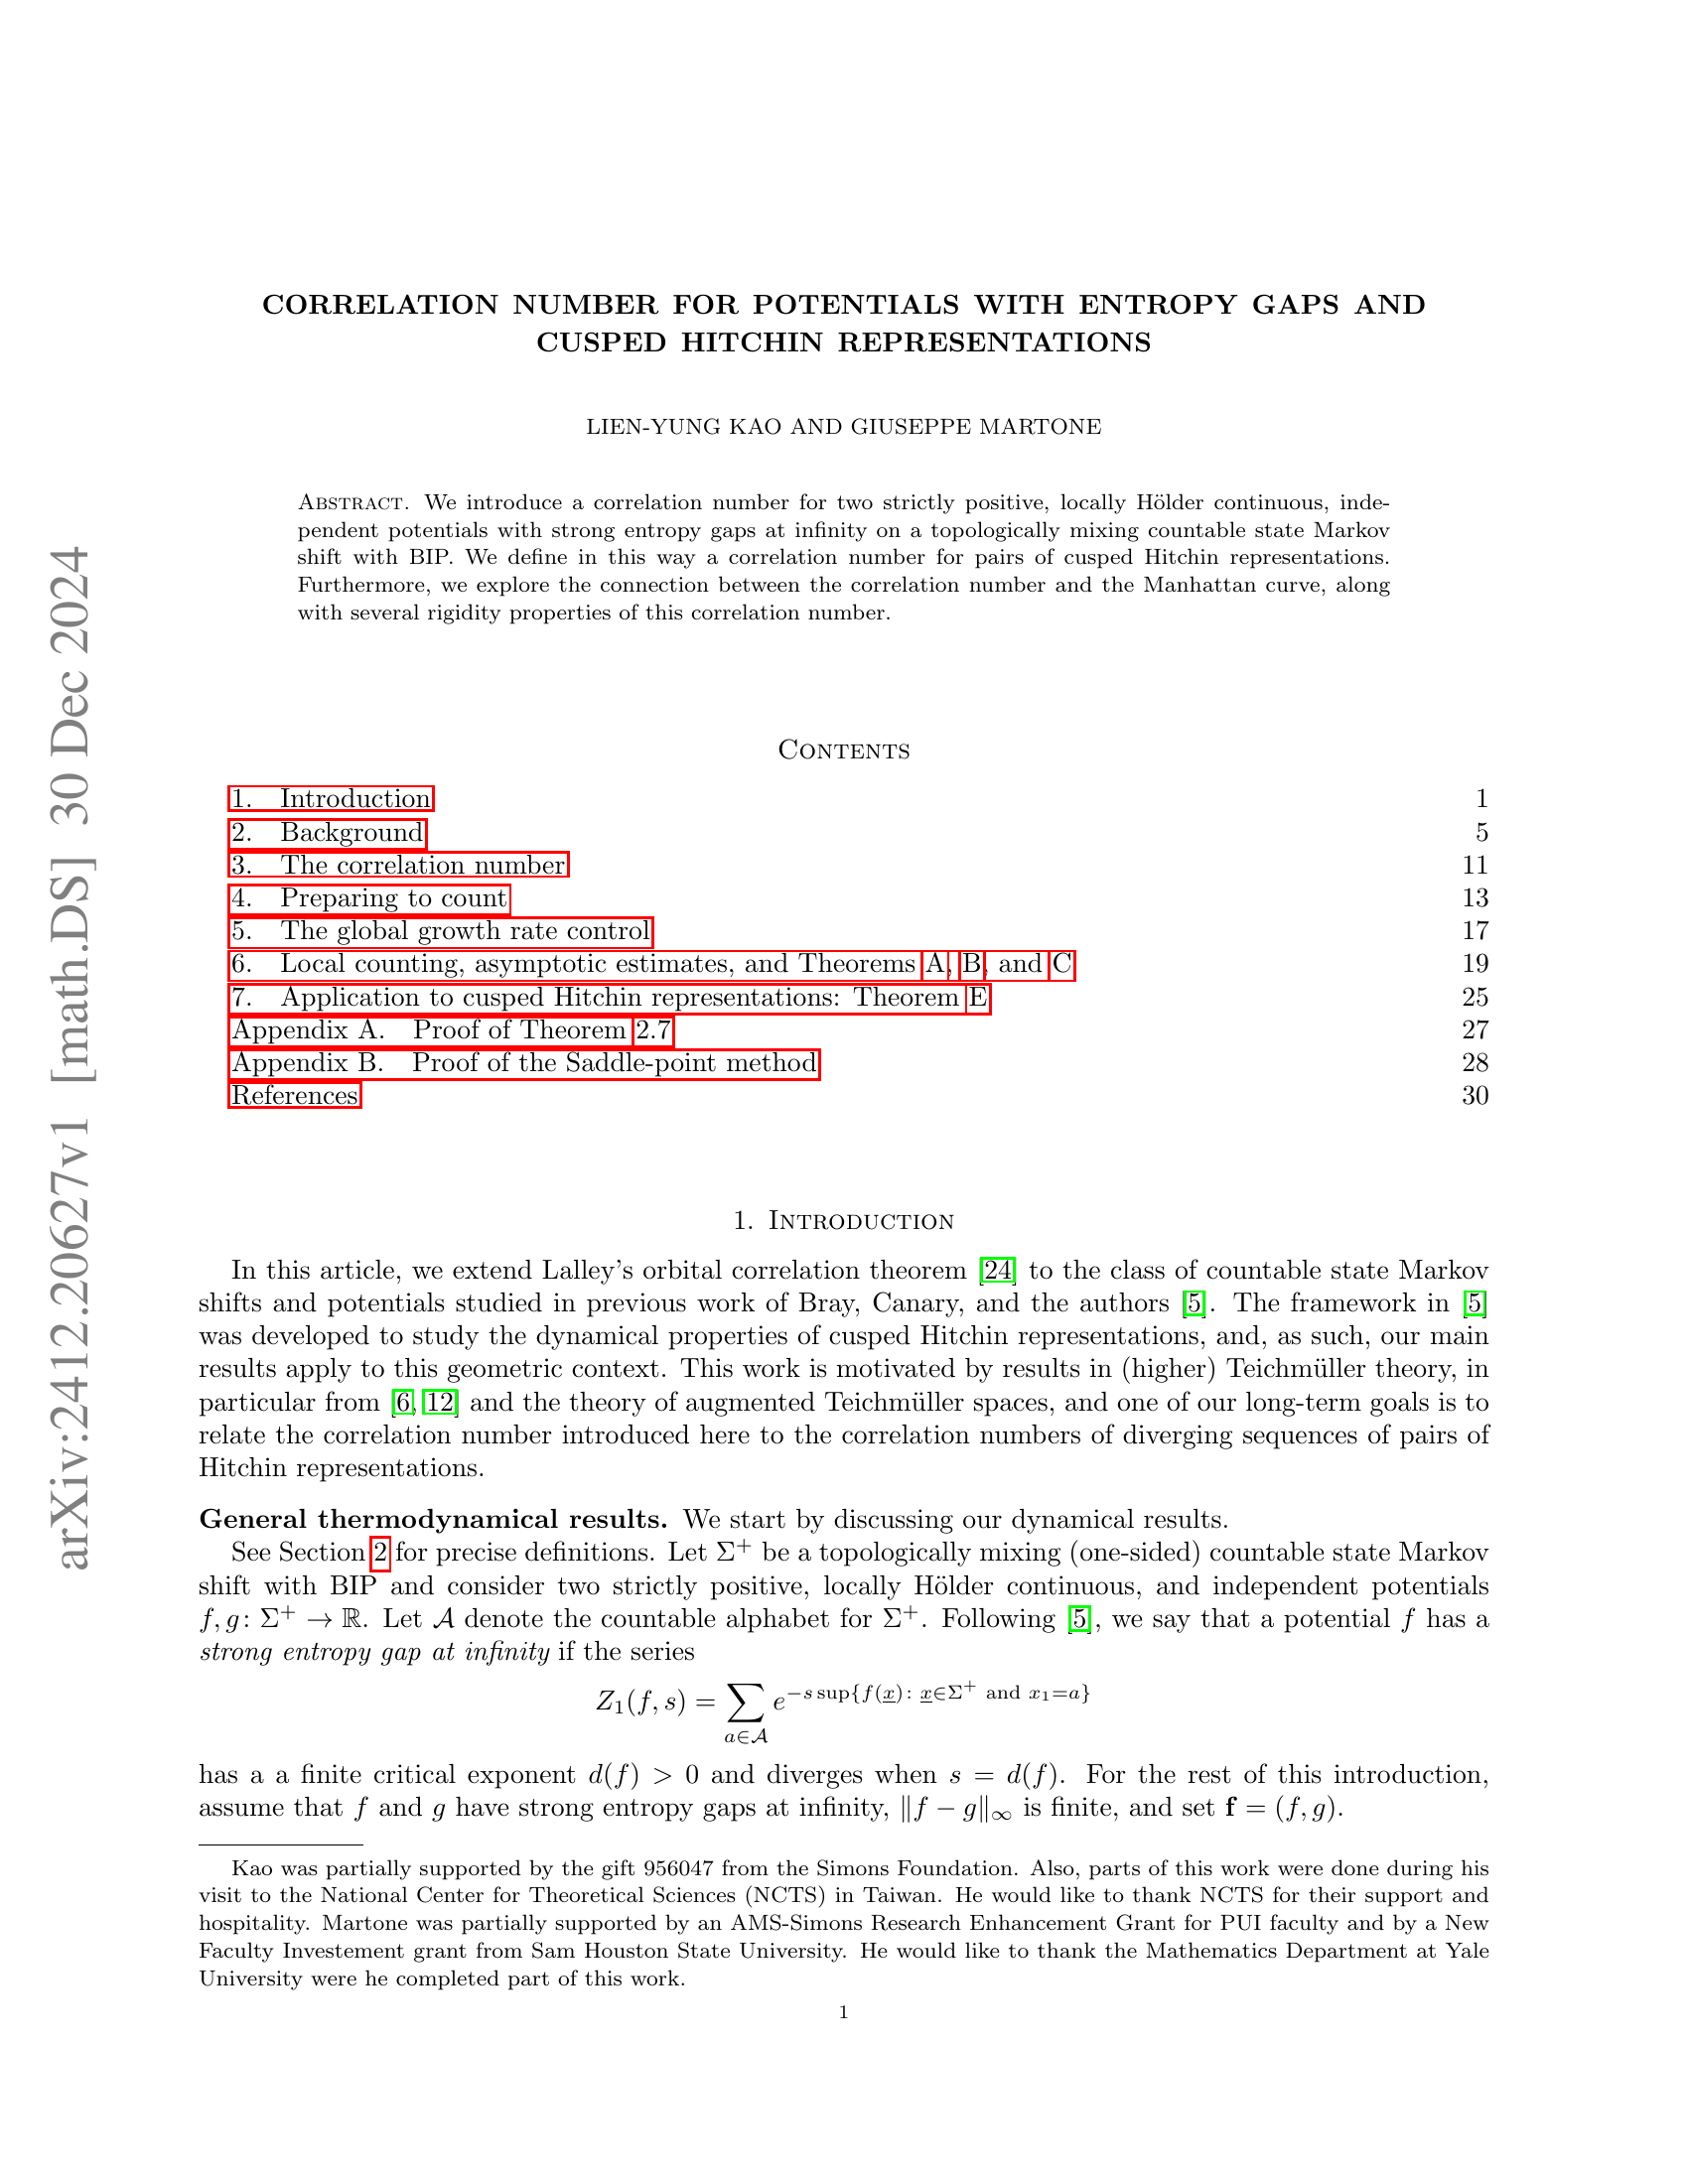 arXiv:2412.20627v1 [math.DS] 30 Dec 2024
CORRELATION NUMBER FOR POTENTIALS WITH ENTROPY GAPS AND
CUSPED HITCHIN REPRESENTATIONS
LIEN-YUNG KAO AND GIUSEPPE MARTONE
Abstract. We introduce a correlation number for two strictly positive, locally Hölder continuous, inde-
pendent potentials with strong entropy gaps at infinity on a topologically mixing countable state Markov
shift with BIP. We define in this way a correlation number for pairs of cusped Hitchin representations.
Furthermore, we explore the connection between the correlation number and the Manhattan curve, along
with several rigidity properties of this correlation number.
Contents
1. Introduction 1
2. Background 5
3. The correlation number 11
4. Preparing to count 13
5. The global growth rate control 17
6. Local counting, asymptotic estimates, and Theorems A, B, and C 19
7. Application to cusped Hitchin representations: Theorem E 25
Appendix A. Proof of Theorem 2.7 27
Appendix B. Proof of the Saddle-point method 28
References 30
1. Introduction
In this article, we extend Lalley's orbital correlation theorem [24] to the class of countable state Markov
shifts and potentials studied in previous work of Bray, Canary, and the authors [5]. The framework in [5]
was developed to study the dynamical properties of cusped Hitchin representations, and, as such, our main
results apply to this geometric context. This work is motivated by results in (higher) Teichmüller theory, in
particular from [6, 12] and the theory of augmented Teichmüller spaces, and one of our long-term goals is to
relate the correlation number introduced here to the correlation numbers of diverging sequences of pairs of
Hitchin representations.
General thermodynamical results. We start by discussing our dynamical results.
See Section 2 for precise definitions. Let Σ⁺ be a topologically mixing (one-sided) countable state Markov
shift with BIP and consider two strictly positive, locally Hölder continuous, and independent potentials
f, g: Σ⁺ → ℝ. Let 𝒜 denote the countable alphabet for Σ⁺. Following [5], we say that a potential f has a
strong entropy gap at infinity if the series
Z₁(f, s) = ∑_{a∈𝒜} e^{−s sup{f(x): x∈Σ⁺ and x₁=a}}
has a a finite critical exponent d(f) > 0 and diverges when s = d(f). For the rest of this introduction,
assume that f and g have strong entropy gaps at infinity, ‖f − g‖∞ is finite, and set f = (f, g).
Kao was partially supported by the gift 956047 from the Simons Foundation. Also, parts of this work were done during his
visit to the National Center for Theoretical Sciences (NCTS) in Taiwan. He would like to thank NCTS for their support and
hospitality. Martone was partially supported by an AMS-Simons Research Enhancement Grant for PUI faculty and by a New
Faculty Investement grant from Sam Houston State University. He would like to thank the Mathematics Department at Yale
University were he completed part of this work.
1